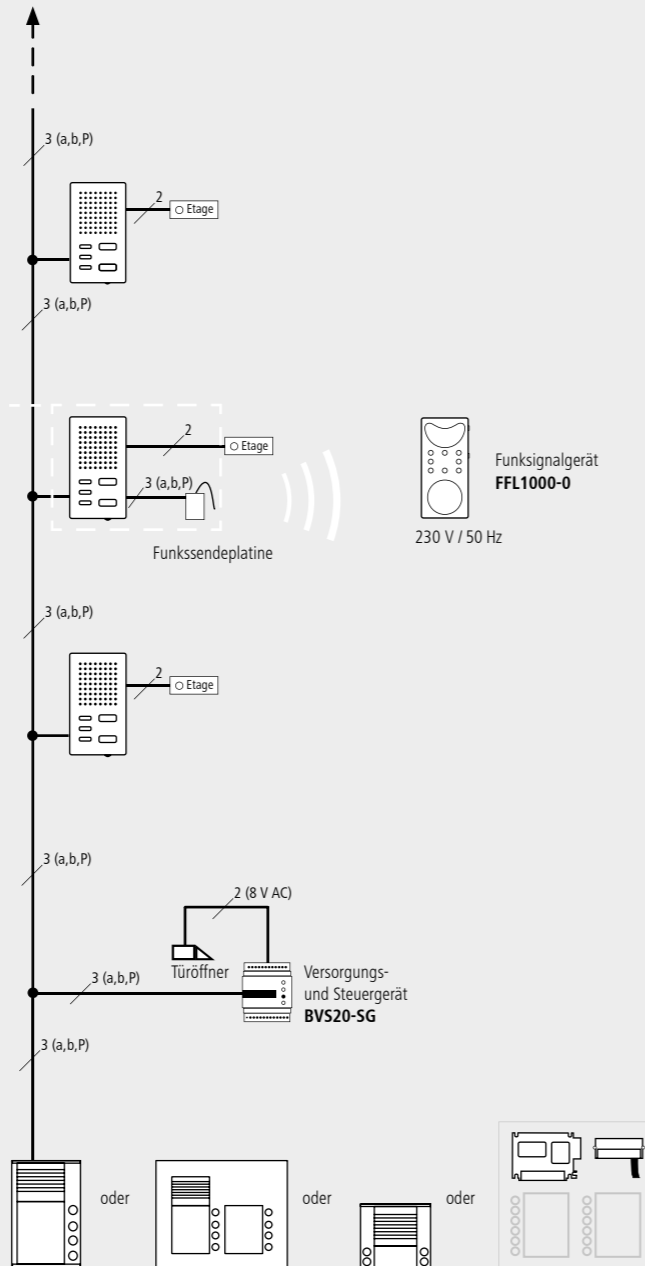 3 (a,b,P)
2
Etage
3 (a,b,P)
2
Etage
3 (a,b,P)
Funkssendeplatine
Funksignalgerät
FFL1000-0
230 V / 50 Hz
3 (a,b,P)
2
Etage
3 (a,b,P)
2 (8 V AC)
Türöffner
3 (a,b,P)
Versorgungs-
und Steuergerät
BVS20-SG
3 (a,b,P)
oder
oder
oder